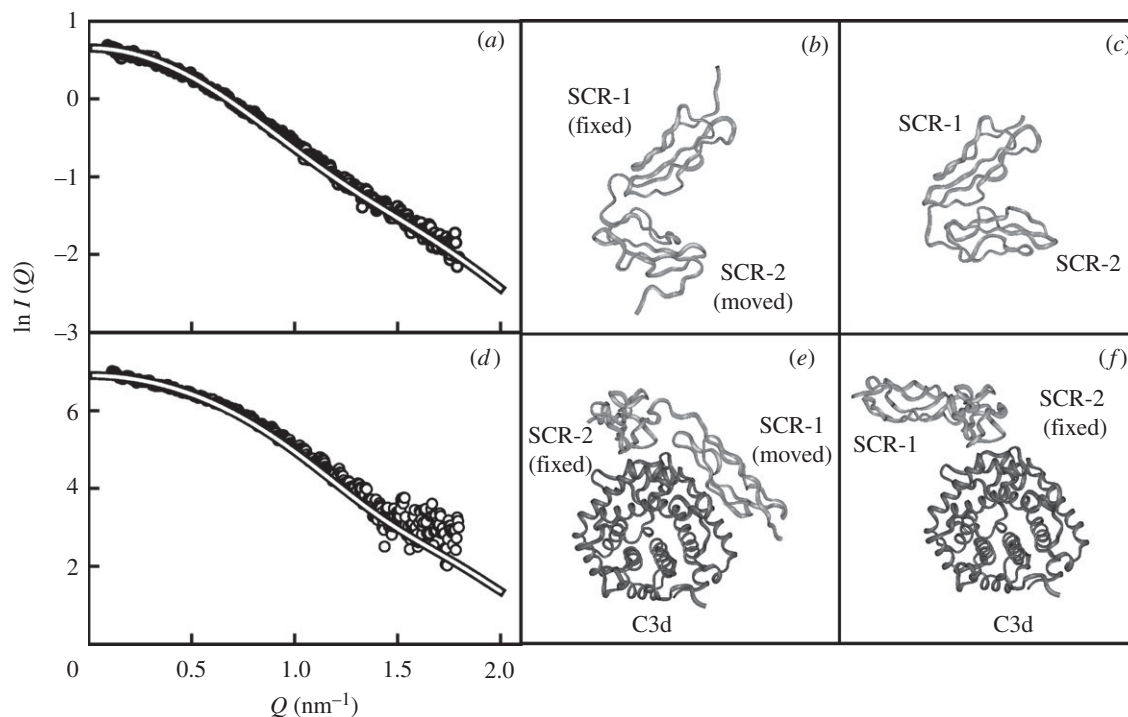 1
0
−1
−2
−3
ln I (Q)
(a)
(b)
SCR-1
(fixed)
SCR-2
(moved)
(c)
SCR-1
SCR-2
6
4
2
0
0.5
1.0
1.5
2.0
Q (nm⁻¹)
(d)
(e)
SCR-2
(fixed)
SCR-1
(moved)
C3d
(f)
SCR-2
(fixed)
SCR-1
C3d